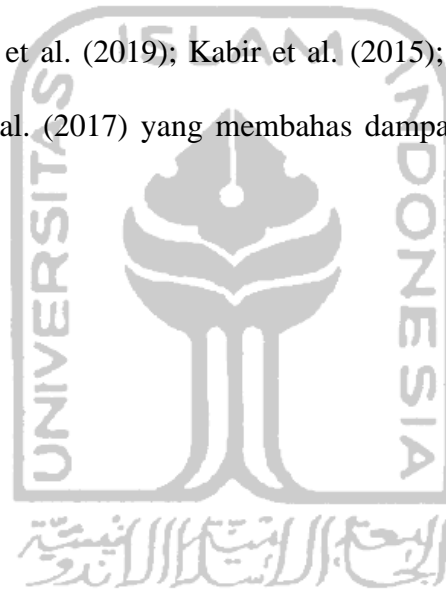 et al. (2019); Kabir et al. (2015);
al. (2017) yang membahas dampa
UNIVERSITAS
ISLAM
INDONESIA